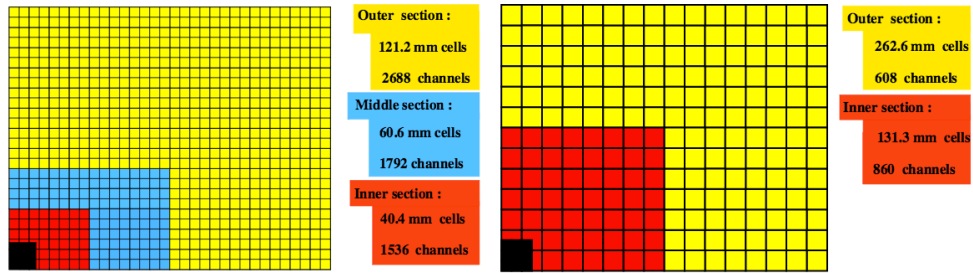 Outer section :
121.2 mm cells
2688 channels
Middle section :
60.6 mm cells
1792 channels
Inner section :
40.4 mm cells
1536 channels
Outer section :
262.6 mm cells
608 channels
Inner section :
131.3 mm cells
860 channels